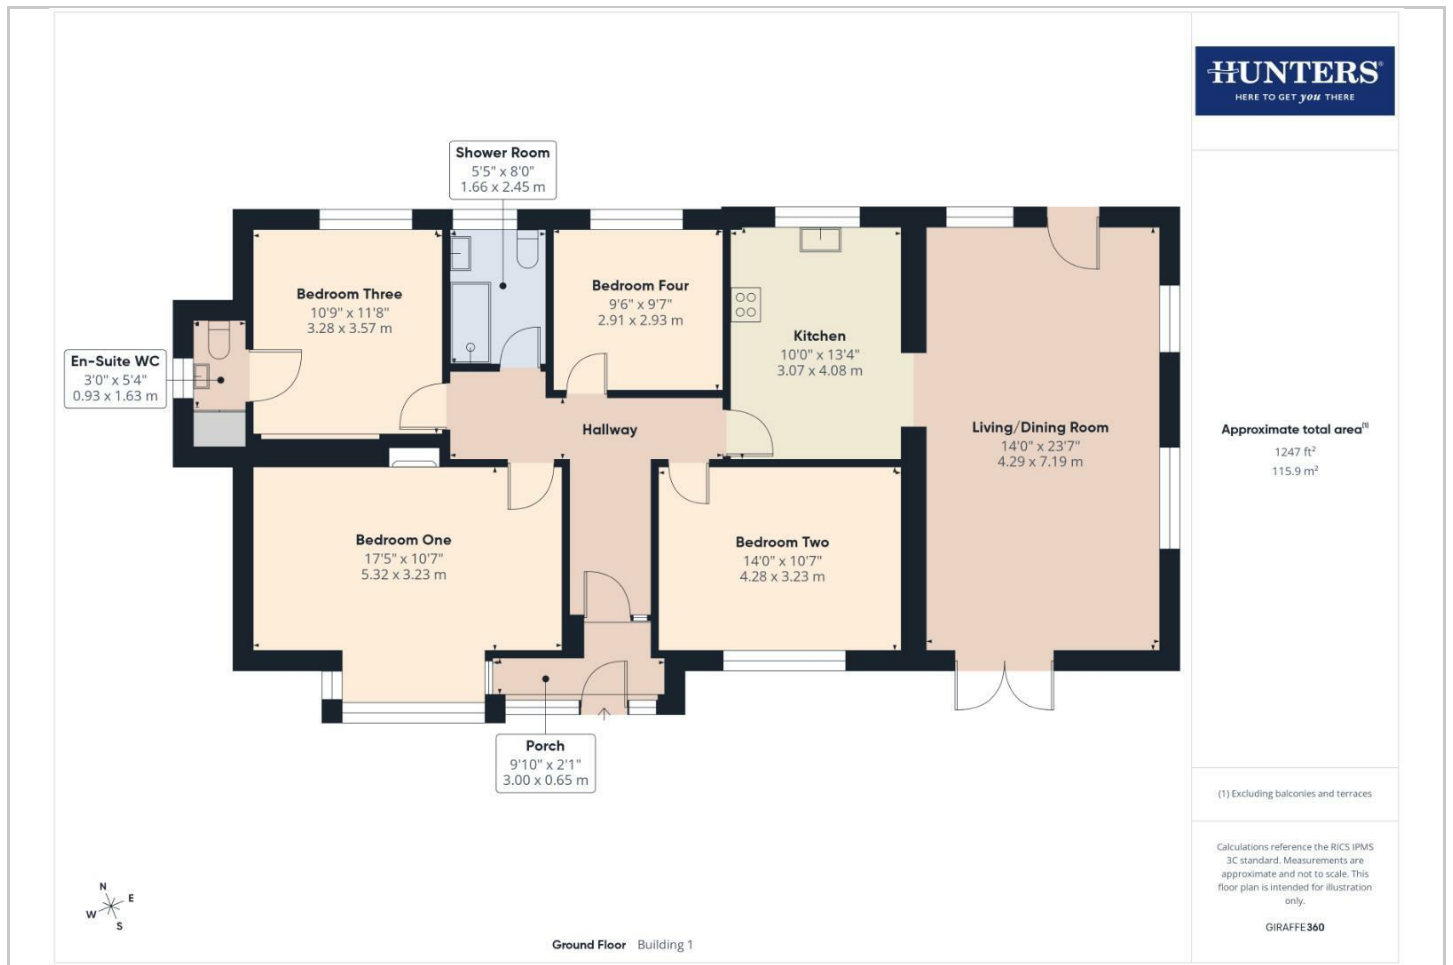 HUNTERS®
HERE TO GET you THERE
Shower Room
5'5" x 8'0"
1.66 x 2.45 m
Bedroom Three
10'9" x 11'8"
3.28 x 3.57 m
Bedroom Four
9'6" x 9'7"
2.91 x 2.93 m
Kitchen
10'0" x 13'4"
3.07 x 4.08 m
En-Suite WC
3'0" x 5'4"
0.93 x 1.63 m
Hallway
Living/Dining Room
14'0" x 23'7"
4.29 x 7.19 m
Bedroom One
17'5" x 10'7"
5.32 x 3.23 m
Bedroom Two
14'0" x 10'7"
4.28 x 3.23 m
Porch
9'10" x 2'1"
3.00 x 0.65 m
Approximate total area⁽¹⁾
1247 ft²
115.9 m²
(1) Excluding balconies and terraces
Calculations reference the RICS IPMS
3C standard. Measurements are
approximate and not to scale. This
floor plan is intended for illustration
only.
GIRAFFE360
N
E
W
S
Ground Floor Building 1